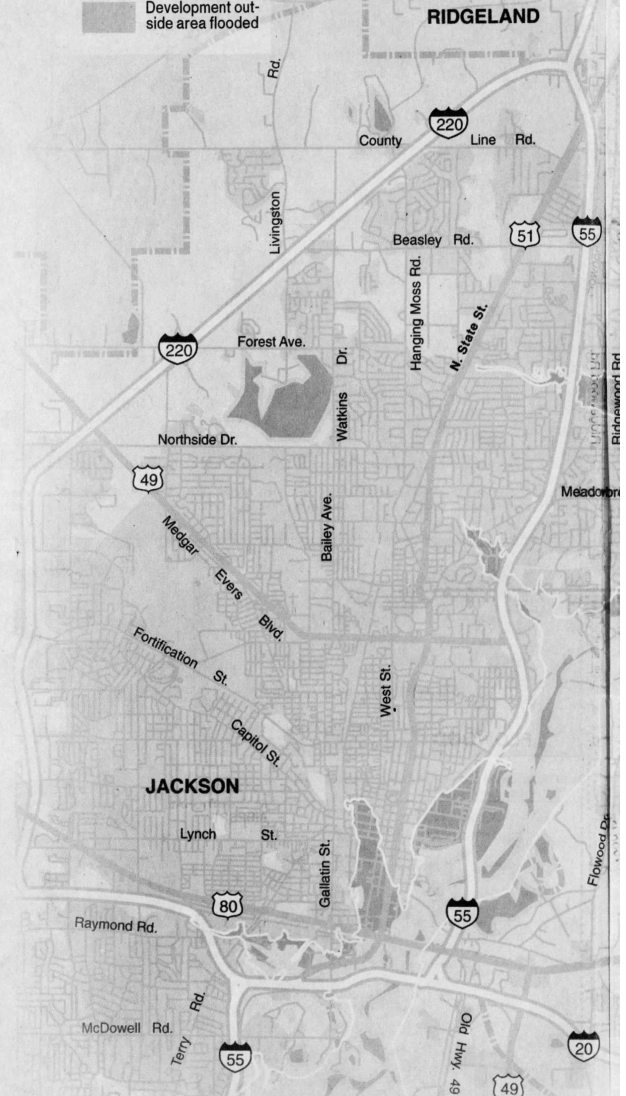 Development out-
side area flooded
RIDGELAND
Rd.
220
County Line Rd.
Livingston
51
55
Beasley Rd.
Hanging Moss Rd.
N. State St.
Forest Ave.
220
Dr.
Watkins
Ridgewood Rd.
Northside Dr.
49
Bailey Ave.
Medgar
Evers
Blvd.
Fortification
St.
West St.
Capitol St.
JACKSON
Lynch St.
Gallatin St.
Flowood Dr.
80
55
Raymond Rd.
Rd.
Terry
McDowell Rd.
Old Hwy. 49
55
20
49